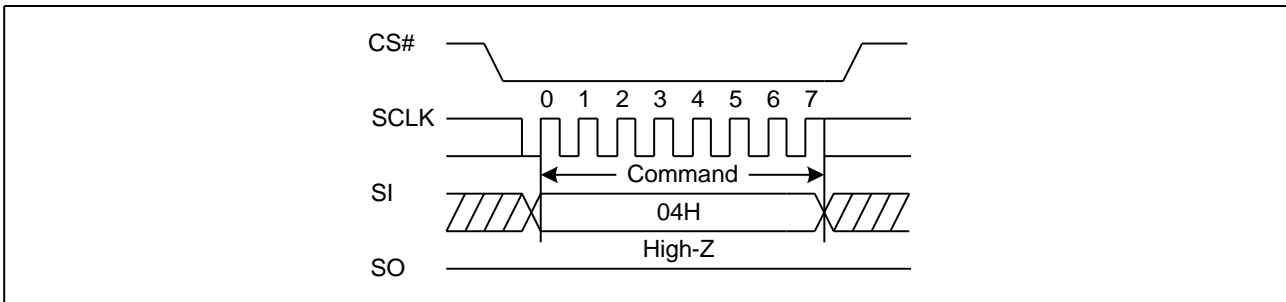 CS#
0 1 2 3 4 5 6 7
SCLK
Command
SI
04H
High-Z
SO